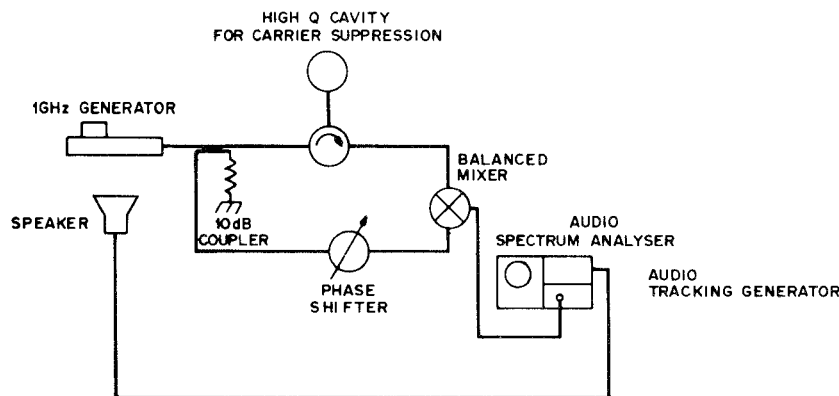 HIGH Q CAVITY
FOR CARRIER SUPPRESSION
1GHz GENERATOR
BALANCED
MIXER
SPEAKER
10dB
COUPLER
AUDIO
SPECTRUM ANALYSER
PHASE
SHIFTER
AUDIO
TRACKING GENERATOR